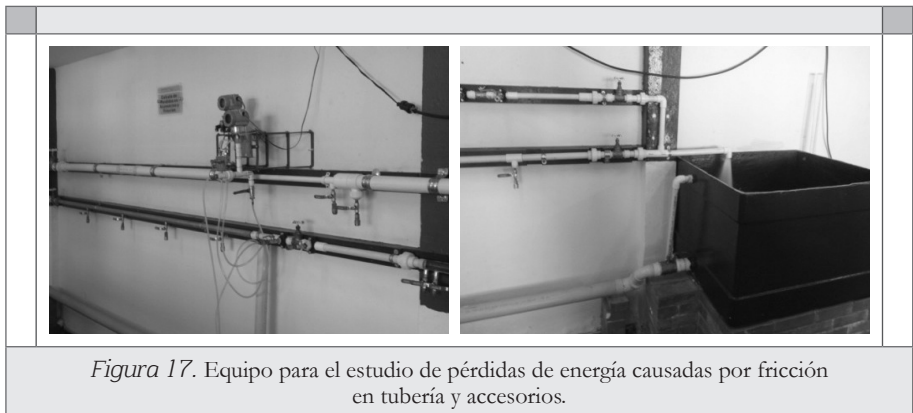 Figura 17. Equipo para el estudio de pérdidas de energía causadas por fricción
en tubería y accesorios.